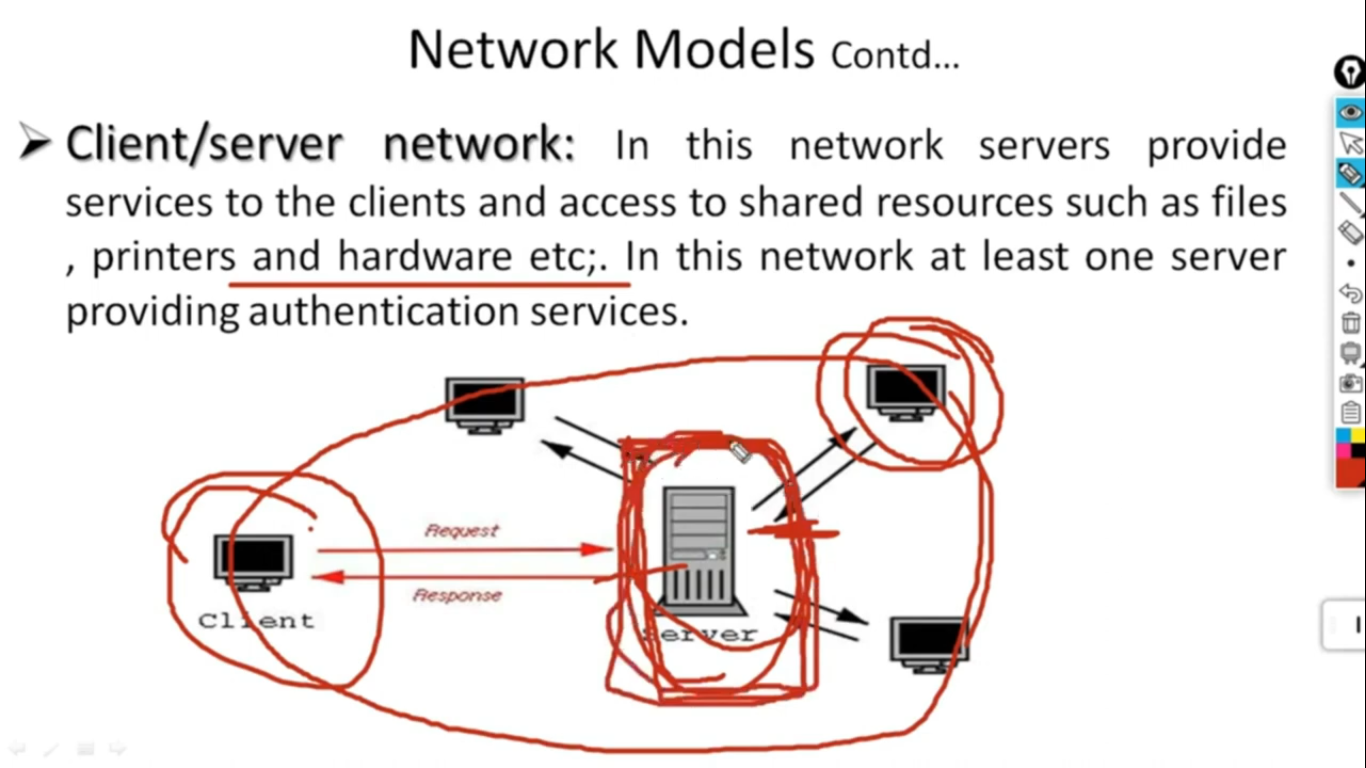 Network Models Contd...
➢ Client/server network: In this network servers provide
services to the clients and access to shared resources such as files
, printers and hardware etc;. In this network at least one server
providing authentication services.
Request
Response
Client
Server